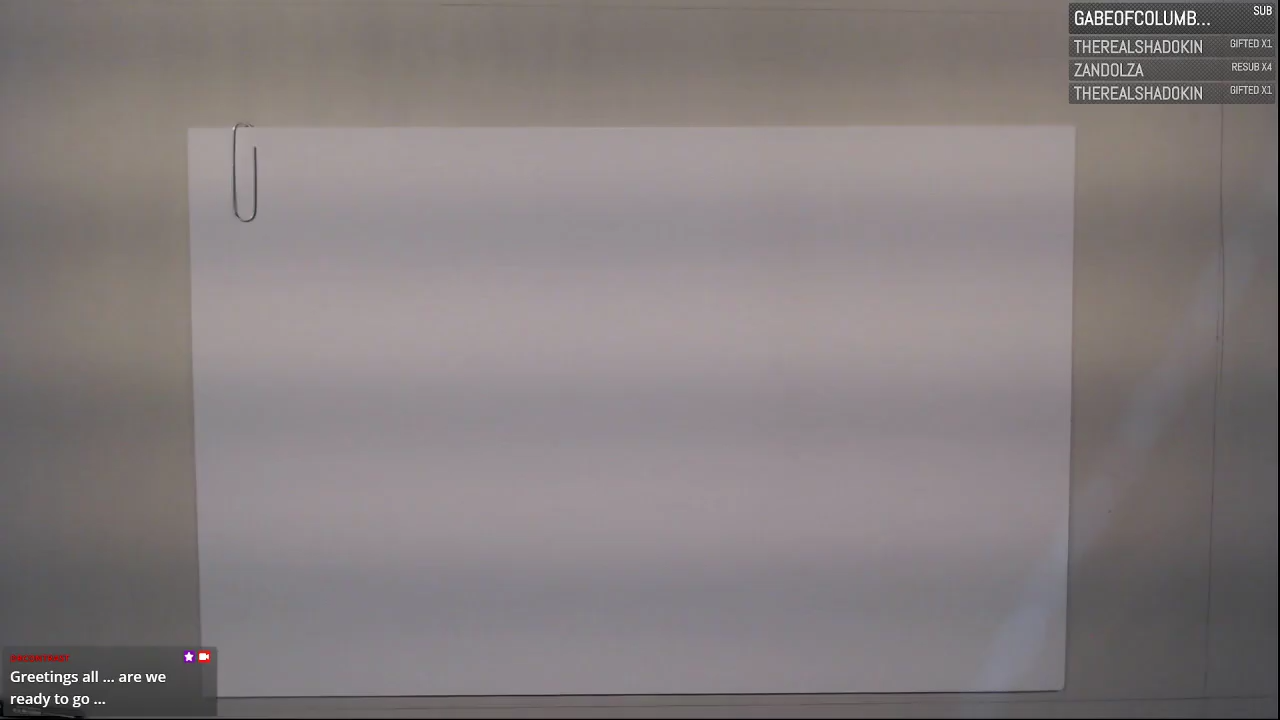 GABEOFCOLUMB... SUB
THEREALSHADOKIN GIFTED X1
ZANDOLZA RESUB X4
THEREALSHADOKIN GIFTED X1
Greetings all ... are we
ready to go ...